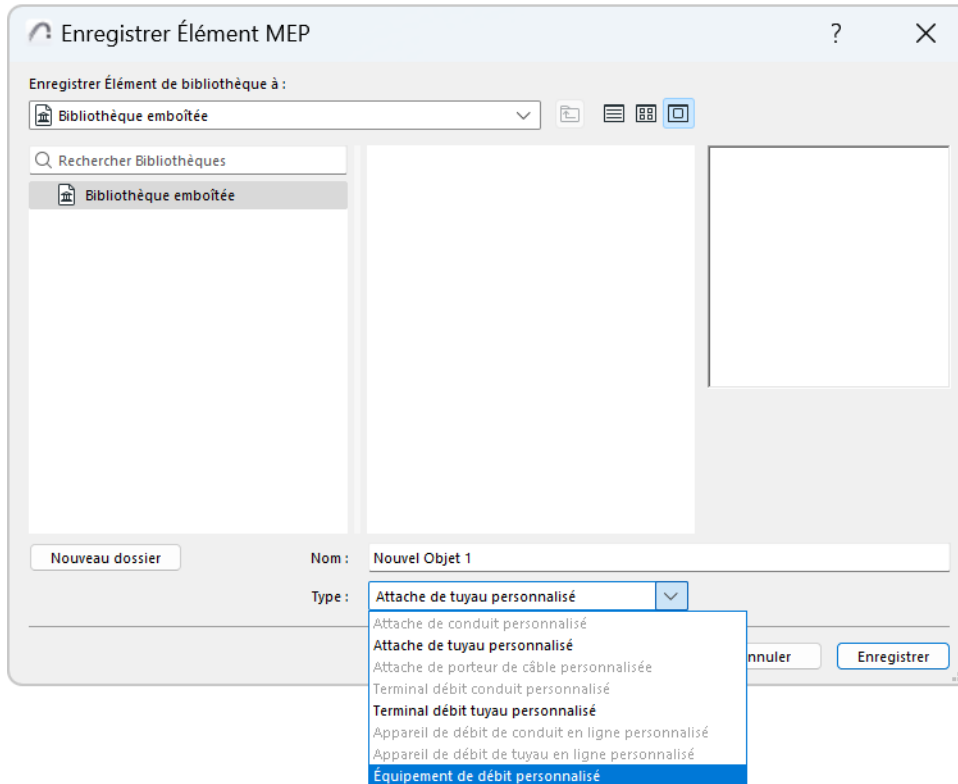 Enregistrer Élément MEP
?
Enregistrer Élément de bibliothèque à :
Bibliothèque emboîtée
Rechercher Bibliothèques
Bibliothèque emboîtée
Nouveau dossier
Nom :
Nouvel Objet 1
Type :
Attache de tuyau personnalisé
Attache de conduit personnalisé
Attache de tuyau personnalisé
Attache de porteur de câble personnalisée
Terminal débit conduit personnalisé
Terminal débit tuyau personnalisé
Appareil de débit de conduit en ligne personnalisé
Appareil de débit de tuyau en ligne personnalisé
Équipement de débit personnalisé
nnuler
Enregistrer